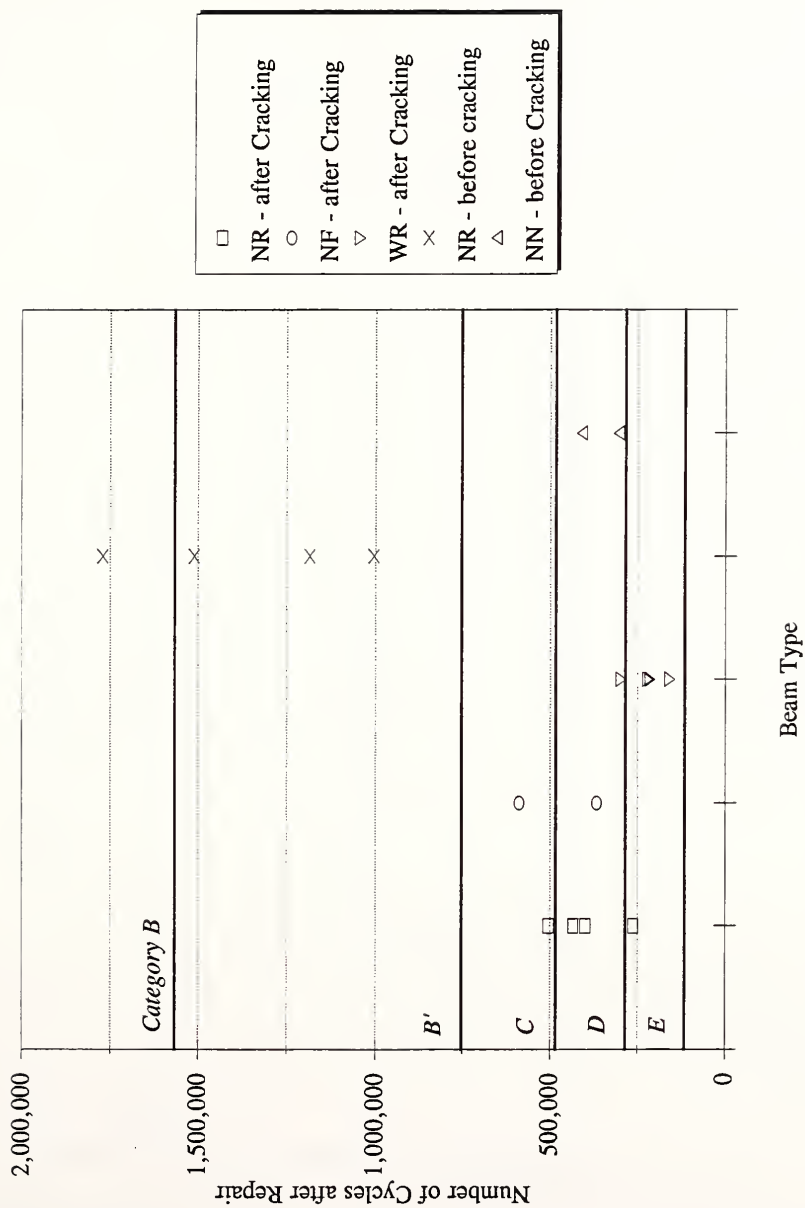 2,000,000
1,500,000
1,000,000
500,000
0
Number of Cycles after Repair
Category B
B'
C
D
E
Beam Type
NR - after Cracking
NF - after Cracking
WR - after Cracking
NR - before cracking
NN - before Cracking